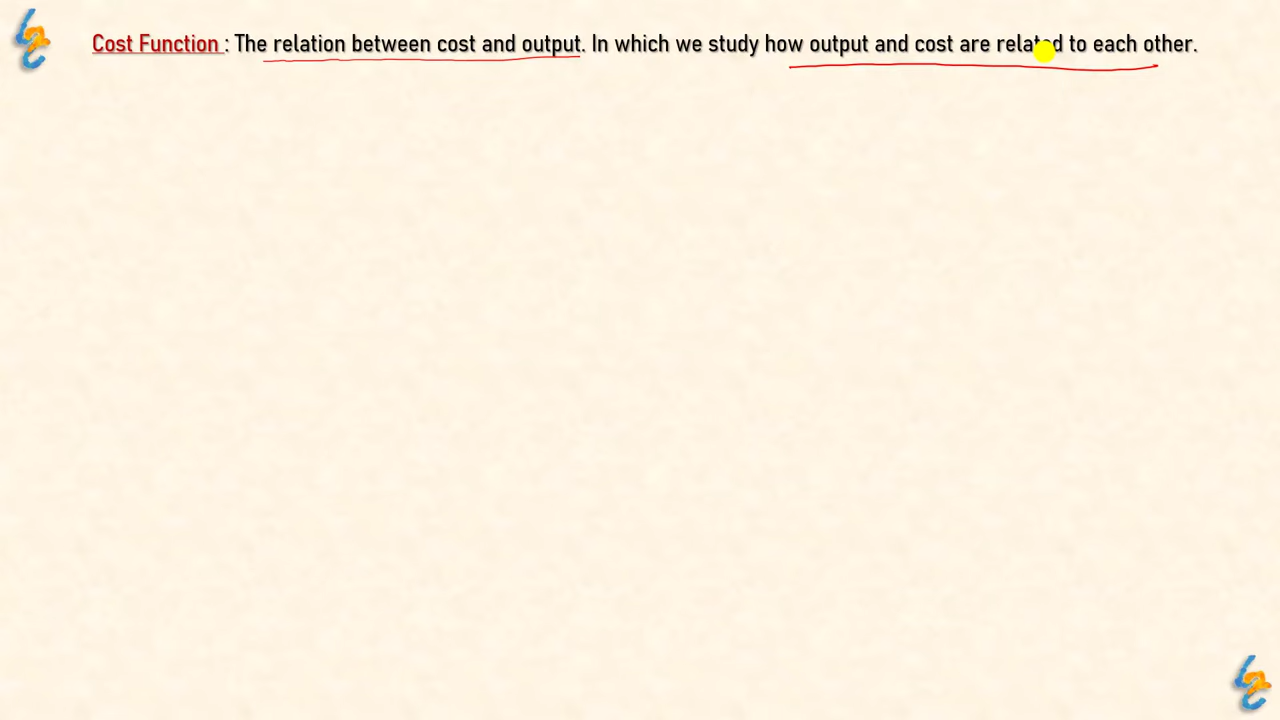 Cost Function : The relation between cost and output. In which we study how output and cost are related to each other.